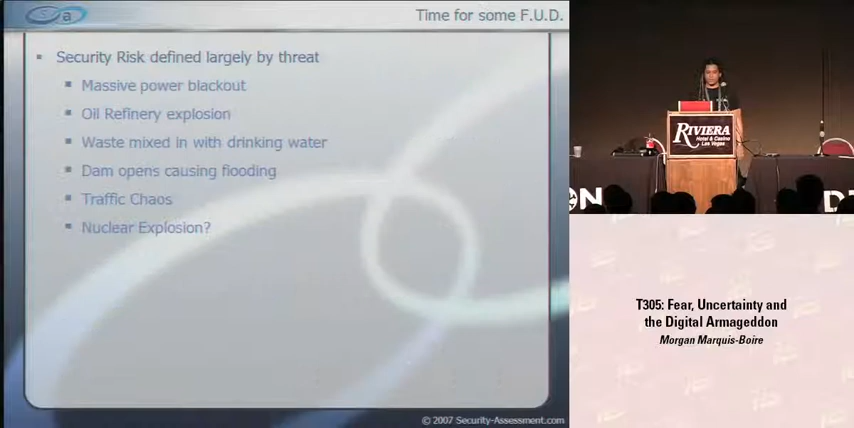 a
Time for some F.U.D.
Security Risk defined largely by threat
Massive power blackout
Oil Refinery explosion
Waste mixed in with drinking water
Dam opens causing flooding
Traffic Chaos
Nuclear Explosion?
© 2007 Security-Assessment.com
RIVIERA
Hotel & Casino
Las Vegas
ON
D
T305: Fear, Uncertainty and
the Digital Armageddon
Morgan Marquis-Boire